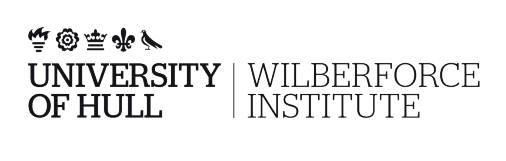 UNIVERSITY
OF HULL
WILBERFORCE
INSTITUTE